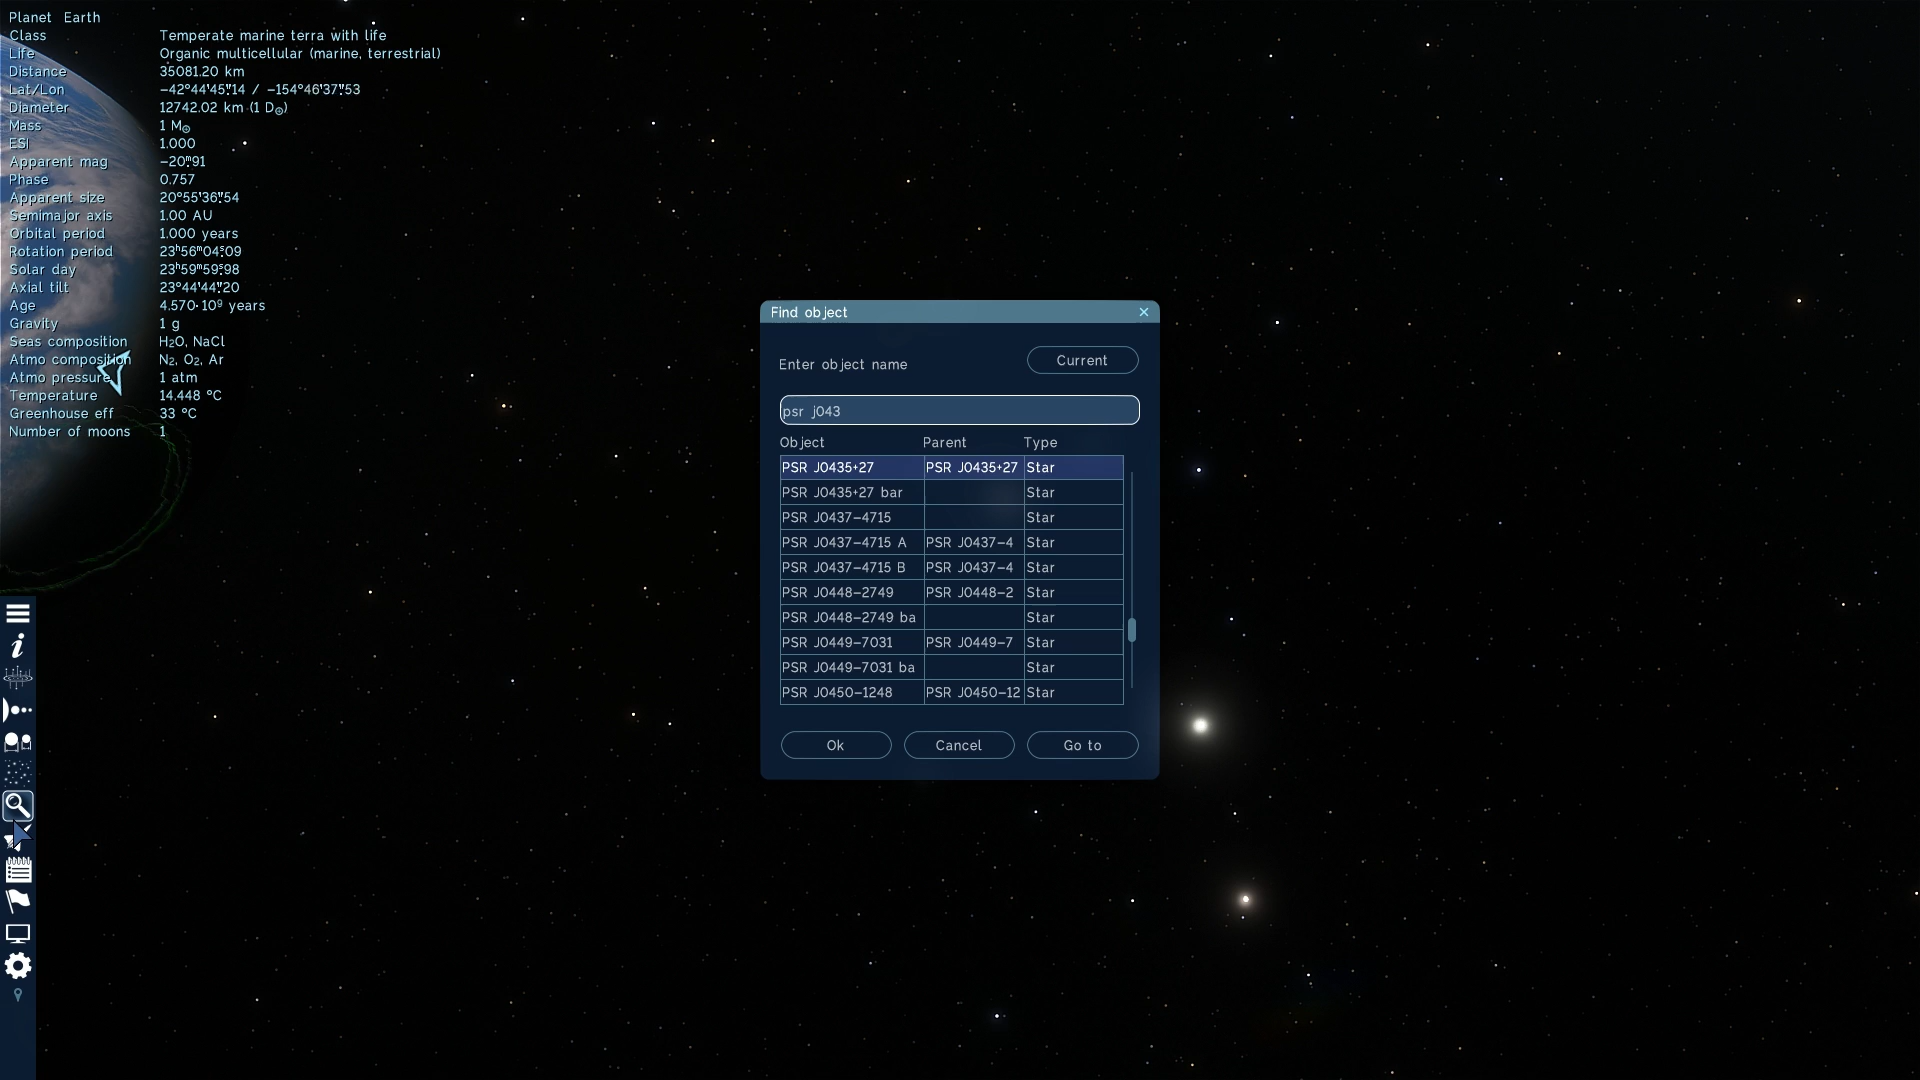 Planet Earth
Class Temperate marine terra with life
Life Organic multicellular (marine, terrestrial)
Distance 35081.20 km
Lat/Lon −42°44'45"14 / −154°46'37"53
Diameter 12742.02 km (1 D⊕)
Mass 1 M⊕
ESI 1.000
Apparent mag −20ᵐ91
Phase 0.757
Apparent size 20°55'36"54
Semimajor axis 1.00 AU
Orbital period 1.000 years
Rotation period 23ʰ56ᵐ04ˢ09
Solar day 23ʰ59ᵐ59ˢ98
Axial tilt 23°44'44"20
Age 4.570·10⁹ years
Gravity 1 g
Seas composition H₂O, NaCl
Atmo composition N₂, O₂, Ar
Atmo pressure 1 atm
Temperature 14.448 °C
Greenhouse eff 33 °C
Number of moons 1
Find object
Enter object name
Current
psr j043
Object Parent Type
PSR J0435+27 PSR J0435+27 Star
PSR J0435+27 bar Star
PSR J0437−4715 Star
PSR J0437−4715 A PSR J0437−4 Star
PSR J0437−4715 B PSR J0437−4 Star
PSR J0448−2749 PSR J0448−2 Star
PSR J0448−2749 ba Star
PSR J0449−7031 PSR J0449−7 Star
PSR J0449−7031 ba Star
PSR J0450−1248 PSR J0450−12 Star
Ok Cancel Go to